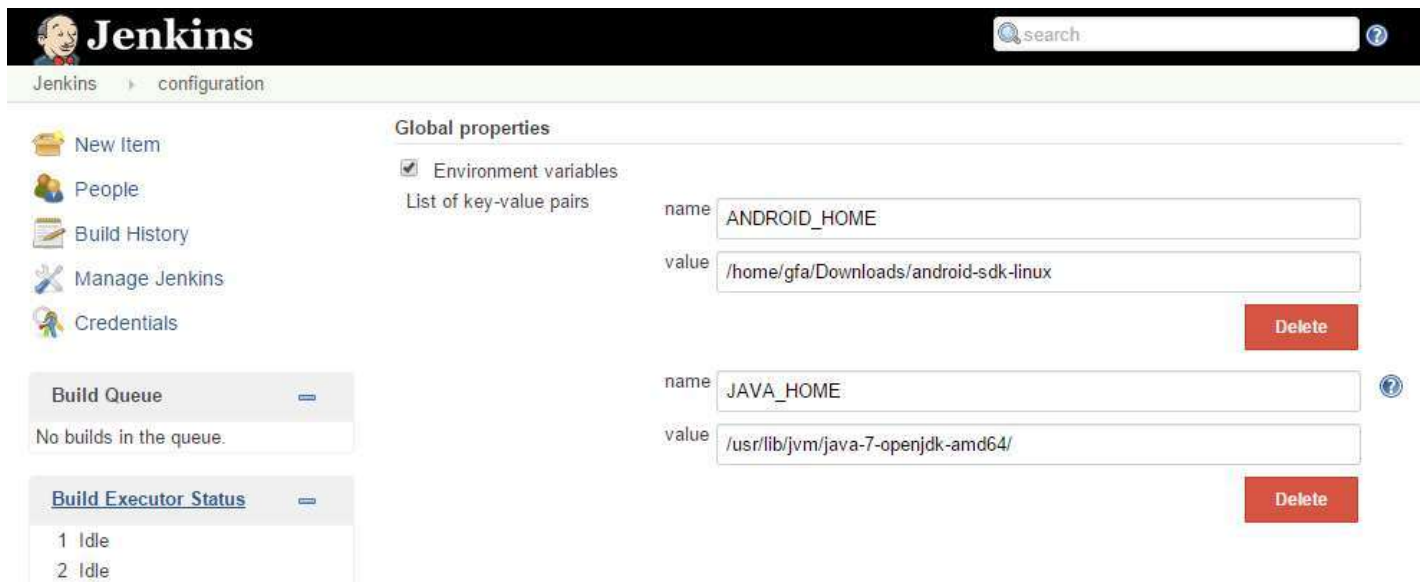 Jenkins
search
Jenkins configuration
New Item
People
Build History
Manage Jenkins
Credentials
Build Queue
No builds in the queue.
Build Executor Status
1 Idle
2 Idle
Global properties
Environment variables
List of key-value pairs
name ANDROID_HOME
value /home/gfa/Downloads/android-sdk-linux
Delete
name JAVA_HOME
value /usr/lib/jvm/java-7-openjdk-amd64/
Delete